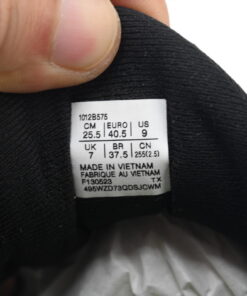 1012B575
CM EURO US
25.5 40.5 9
UK BR CN
7 37.5 255(2.5)
MADE IN VIETNAM
FABRIQUE AU VIETNAM
F130523 TX
495WZD73QDSJCWM